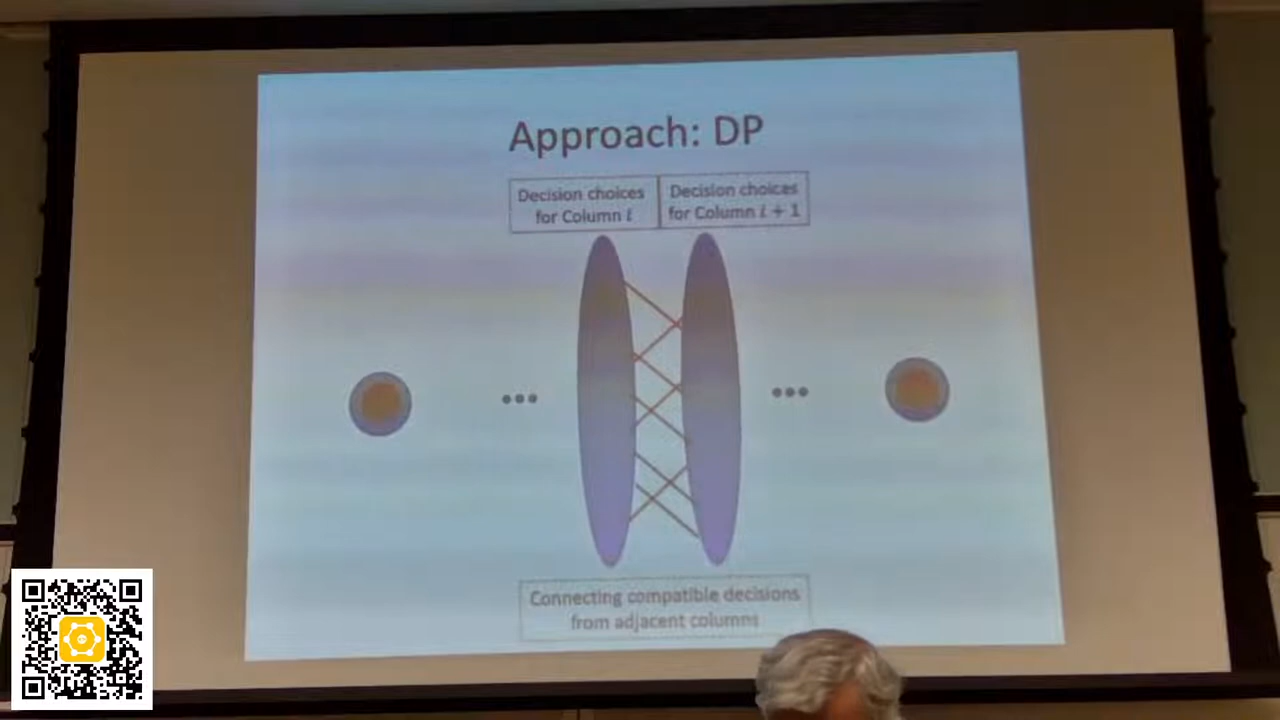 Approach: DP
Decision choices
for Column i
Decision choices
for Column i + 1
Connecting compatible decisions
from adjacent columns